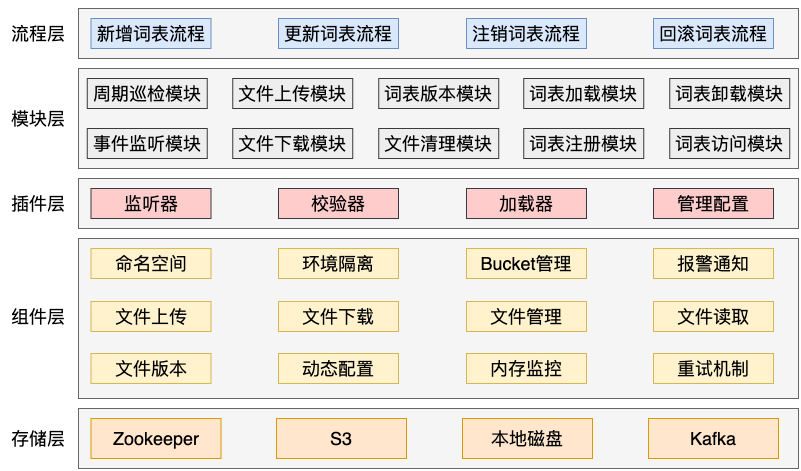 流程层 新增词表流程 更新词表流程 注销词表流程 回滚词表流程
模块层
周期巡检模块 文件上传模块 词表版本模块 词表加载模块 词表卸载模块
事件监听模块 文件下载模块 文件清理模块 词表注册模块 词表访问模块
插件层 监听器 校验器 加载器 管理配置
组件层
命名空间 环境隔离 Bucket管理 报警通知
文件上传 文件下载 文件管理 文件读取
文件版本 动态配置 内存监控 重试机制
存储层 Zookeeper S3 本地磁盘 Kafka